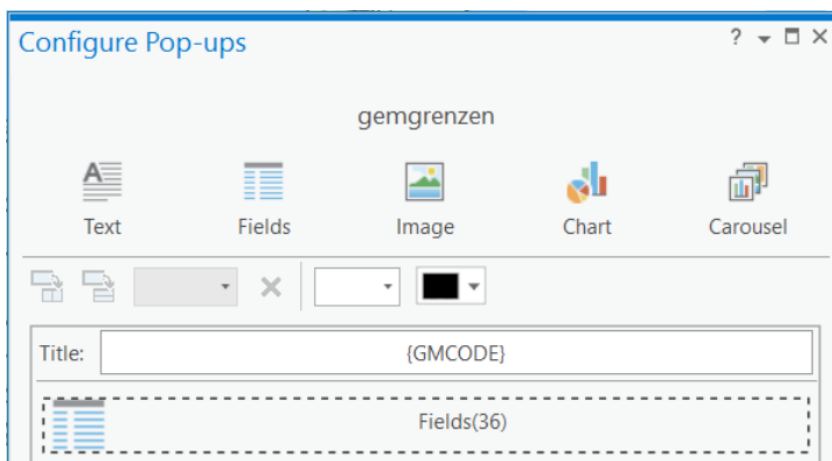 Configure Pop-ups ?
gemgrenzen
Text Fields Image Chart Carousel
Title: {GMCODE}
Fields(36)